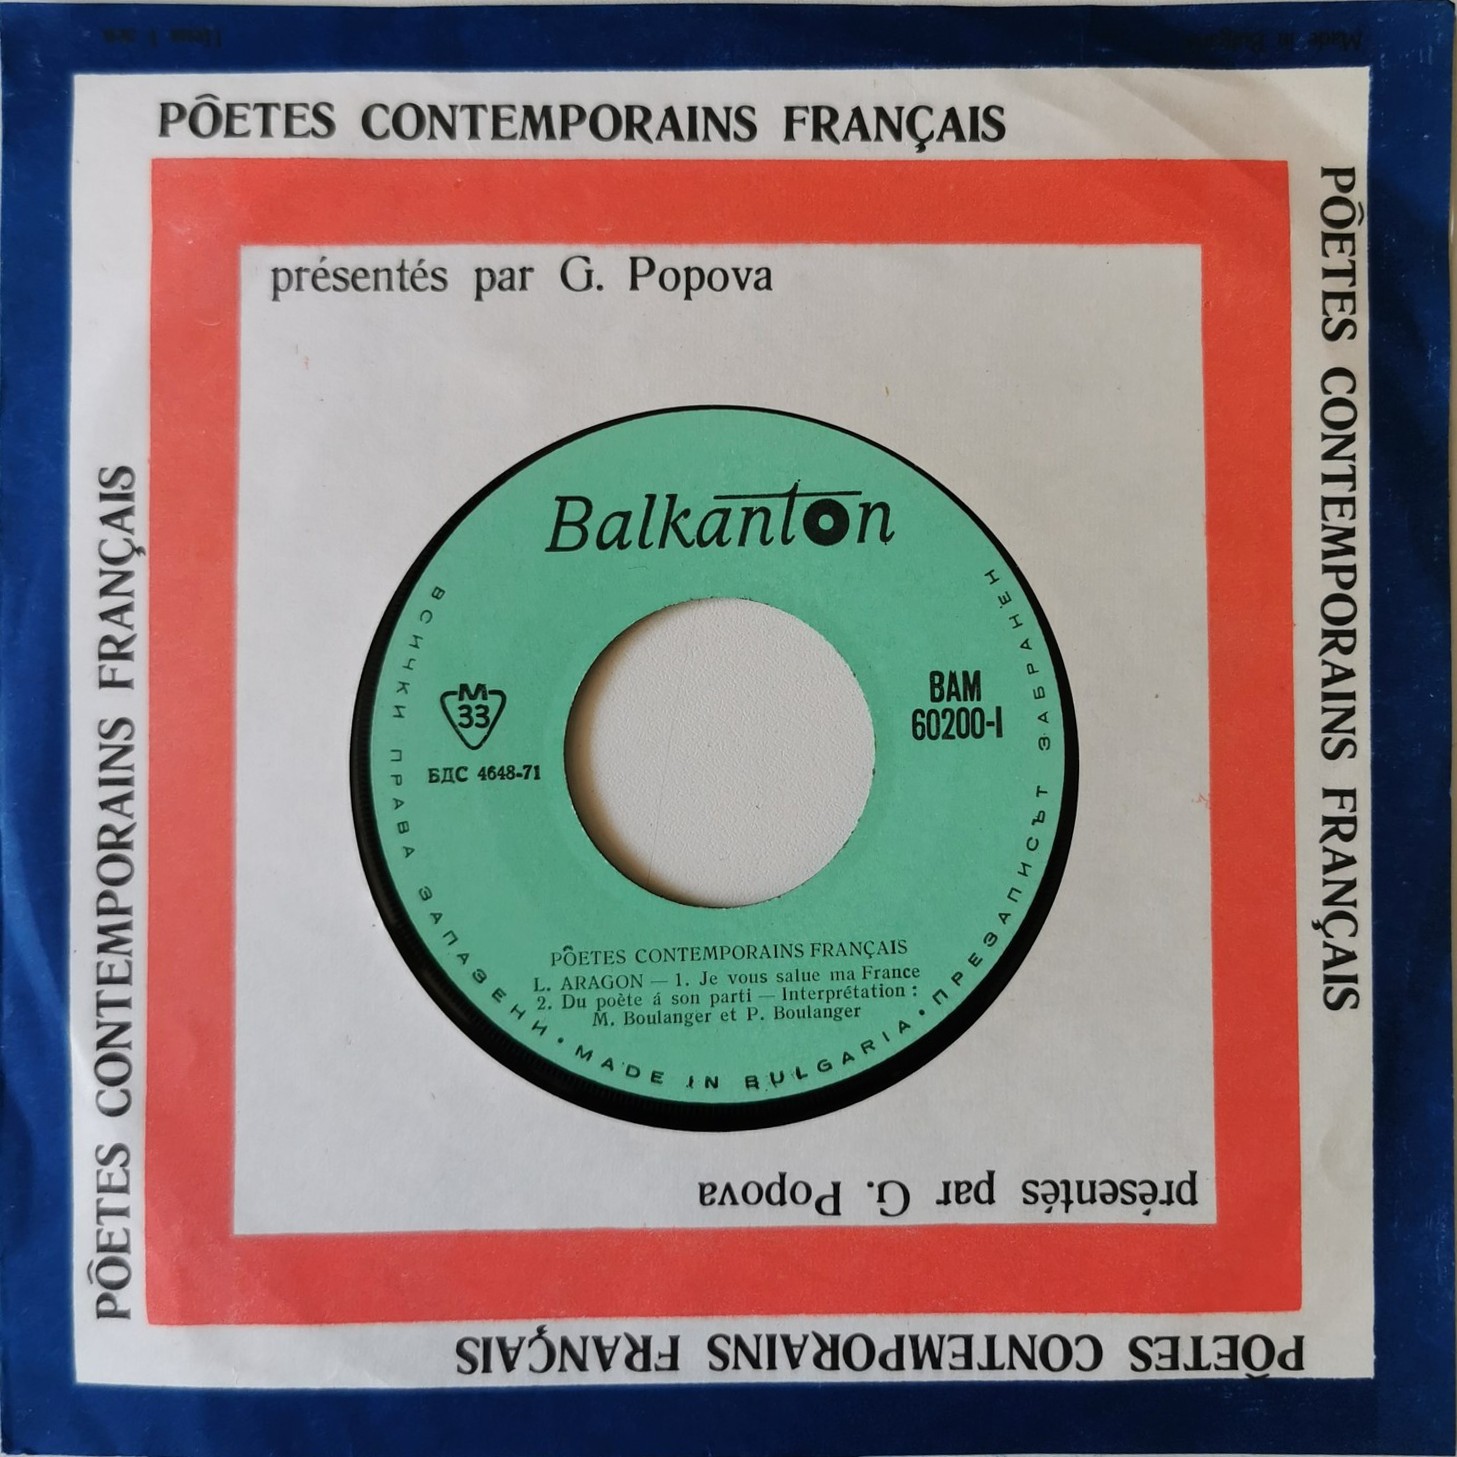 PÔETES CONTEMPORAINS FRANÇAIS
PÔETES CONTEMPORAINS FRANÇAIS
présentés par G. Popova
PÔETES CONTEMPORAINS FRANÇAIS
Balkanton
M
33
БДС 4648-71
ВАМ
60200-I
PÔETES CONTEMPORAINS FRANÇAIS
L. ARAGON — 1. Je vous salue ma France
2. Du poète á son parti — Interprétation :
M. Boulanger et P. Boulanger
ВСИЧКИ ПРАВА ЗАПАЗЕНИ • MADE IN BULGARIA • ПРЕЗАПИСЪТ ЗАБРАНЕН
présentés par G. Popova
PÔETES CONTEMPORAINS FRANÇAIS